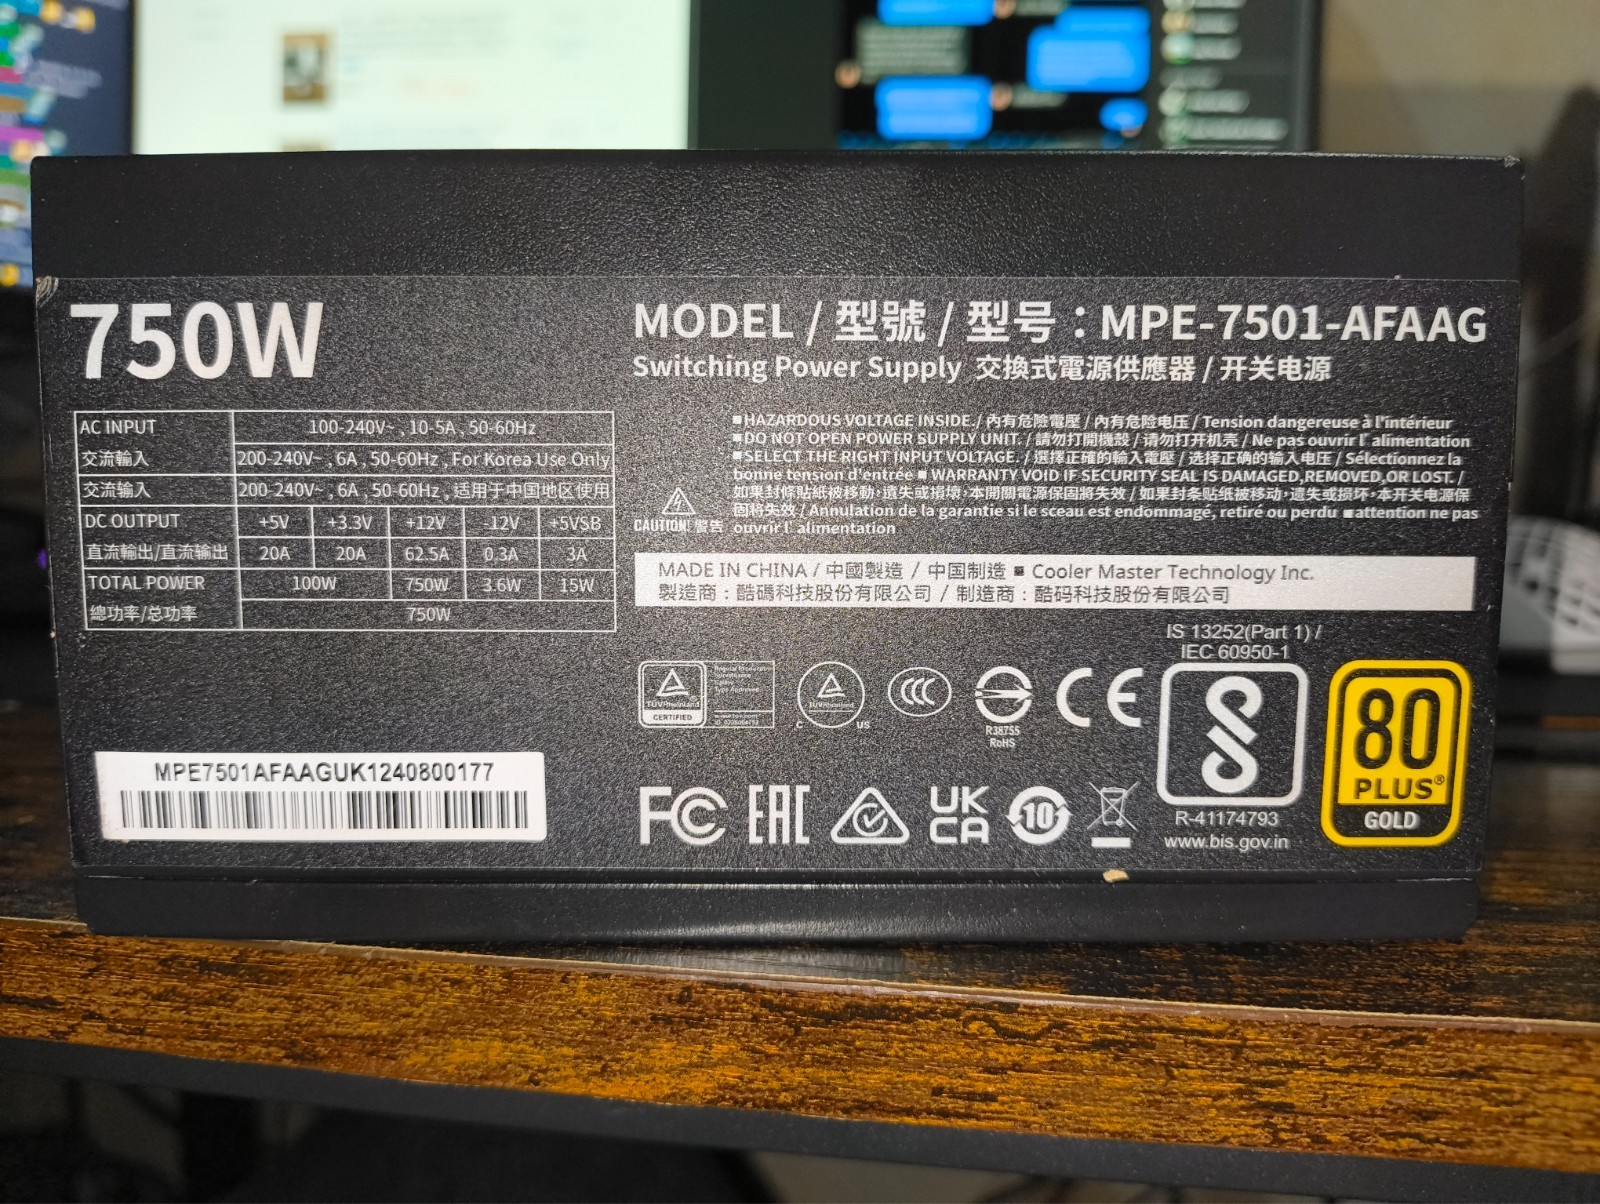 750W
MODEL / 型號 / 型号：MPE-7501-AFAAG
Switching Power Supply 交換式電源供應器 / 开关电源
AC INPUT 100-240V~ , 10-5A , 50-60Hz
交流輸入 200-240V~ , 6A , 50-60Hz , For Korea Use Only
交流输入 200-240V~ , 6A , 50-60Hz , 适用于中国地区使用
DC OUTPUT +5V +3.3V +12V -12V +5VSB
直流輸出/直流输出 20A 20A 62.5A 0.3A 3A
TOTAL POWER 100W 750W 3.6W 15W
總功率/总功率 750W
■HAZARDOUS VOLTAGE INSIDE. / 內有危險電壓 / 内有危险电压 / Tension dangereuse à l'intérieur
■DO NOT OPEN POWER SUPPLY UNIT. / 請勿打開機殼 / 请勿打开机壳 / Ne pas ouvrir l' alimentation
■SELECT THE RIGHT INPUT VOLTAGE. / 選擇正確的輸入電壓 / 选择正确的输入电压 / Sélectionnez la
bonne tension d'entrée ■ WARRANTY VOID IF SECURITY SEAL IS DAMAGED,REMOVED,OR LOST. /
如果封條貼紙被移動，遺失或損壞，本開關電源保固將失效 / 如果封条贴纸被移动，遗失或损坏，本开关电源保
固将失效 / Annulation de la garantie si le sceau est endommagé, retiré ou perdu ■attention ne pas
ouvrir l' alimentation
CAUTION! 警告
MADE IN CHINA / 中國製造 / 中国制造 ■ Cooler Master Technology Inc.
製造商：酷碼科技股份有限公司 / 制造商：酷码科技股份有限公司
IS 13252(Part 1) /
IEC 60950-1
TÜVRheinland
CERTIFIED
Type Approved
TÜVRheinland
C US
CCC
R38755
RoHS
CE
R-41174793
www.bis.gov.in
80
PLUS®
GOLD
MPE7501AFAAGUK1240800177
FC
EAC
UK
CA
10